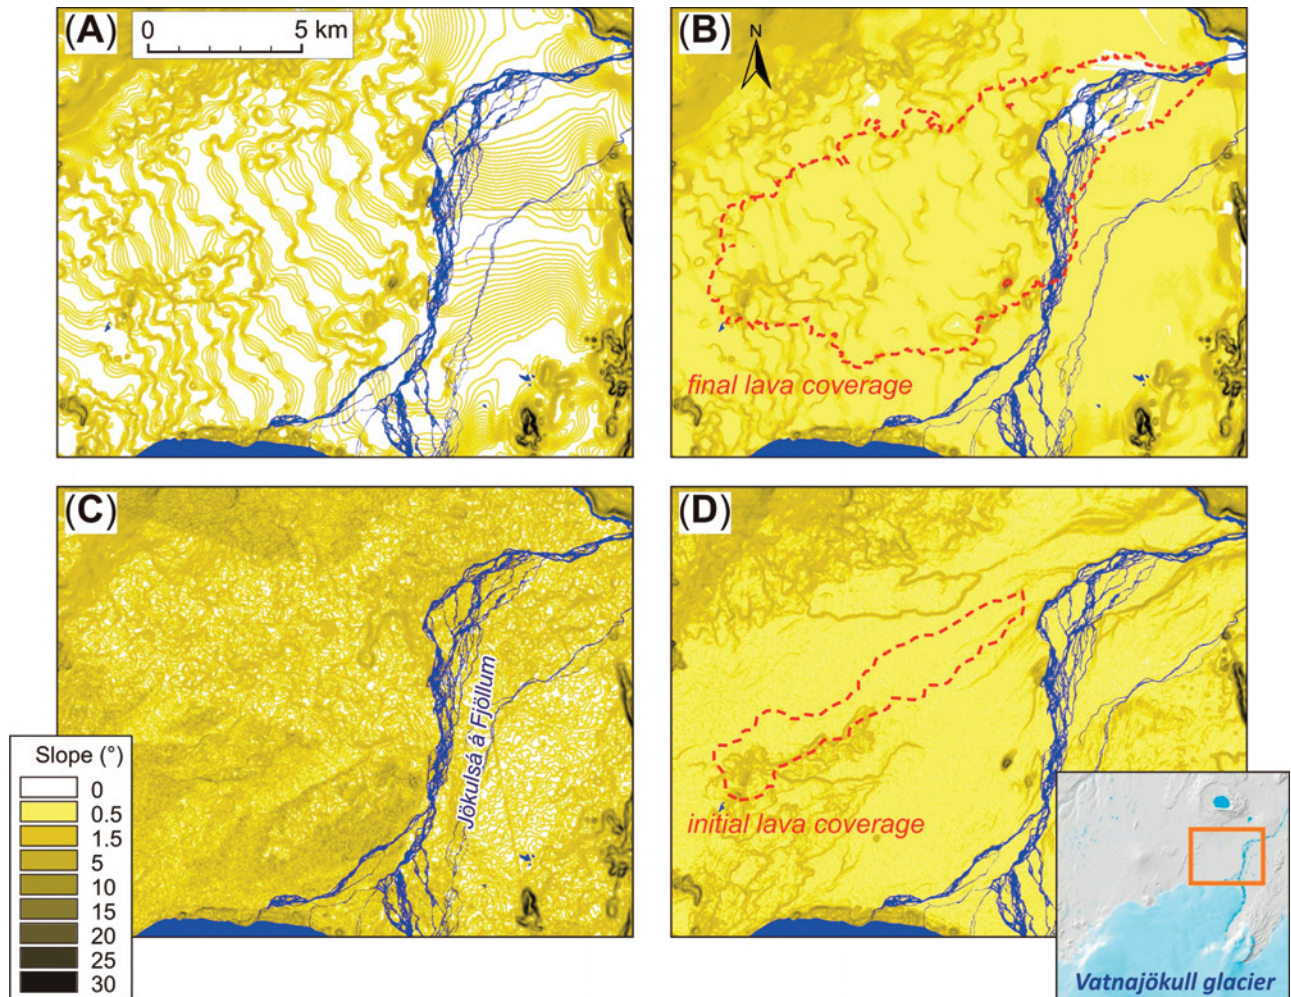 (A)
0 5 km
(B)
N
final lava coverage
(C)
Jökulsá á Fjöllum
(D)
initial lava coverage
Slope (°)
0
0.5
1.5
5
10
15
20
25
30
Vatnajökull glacier